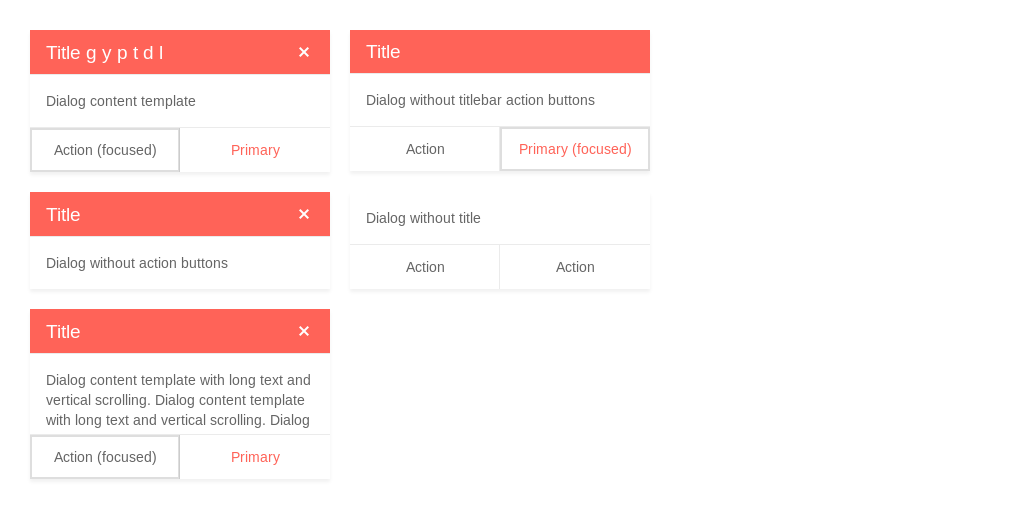 Title g y p t d l
Dialog content template
Action (focused)
Primary
Title
Dialog without titlebar action buttons
Action
Primary (focused)
Title
Dialog without action buttons
Dialog without title
Action
Action
Title
Dialog content template with long text and
vertical scrolling. Dialog content template
with long text and vertical scrolling. Dialog
Action (focused)
Primary